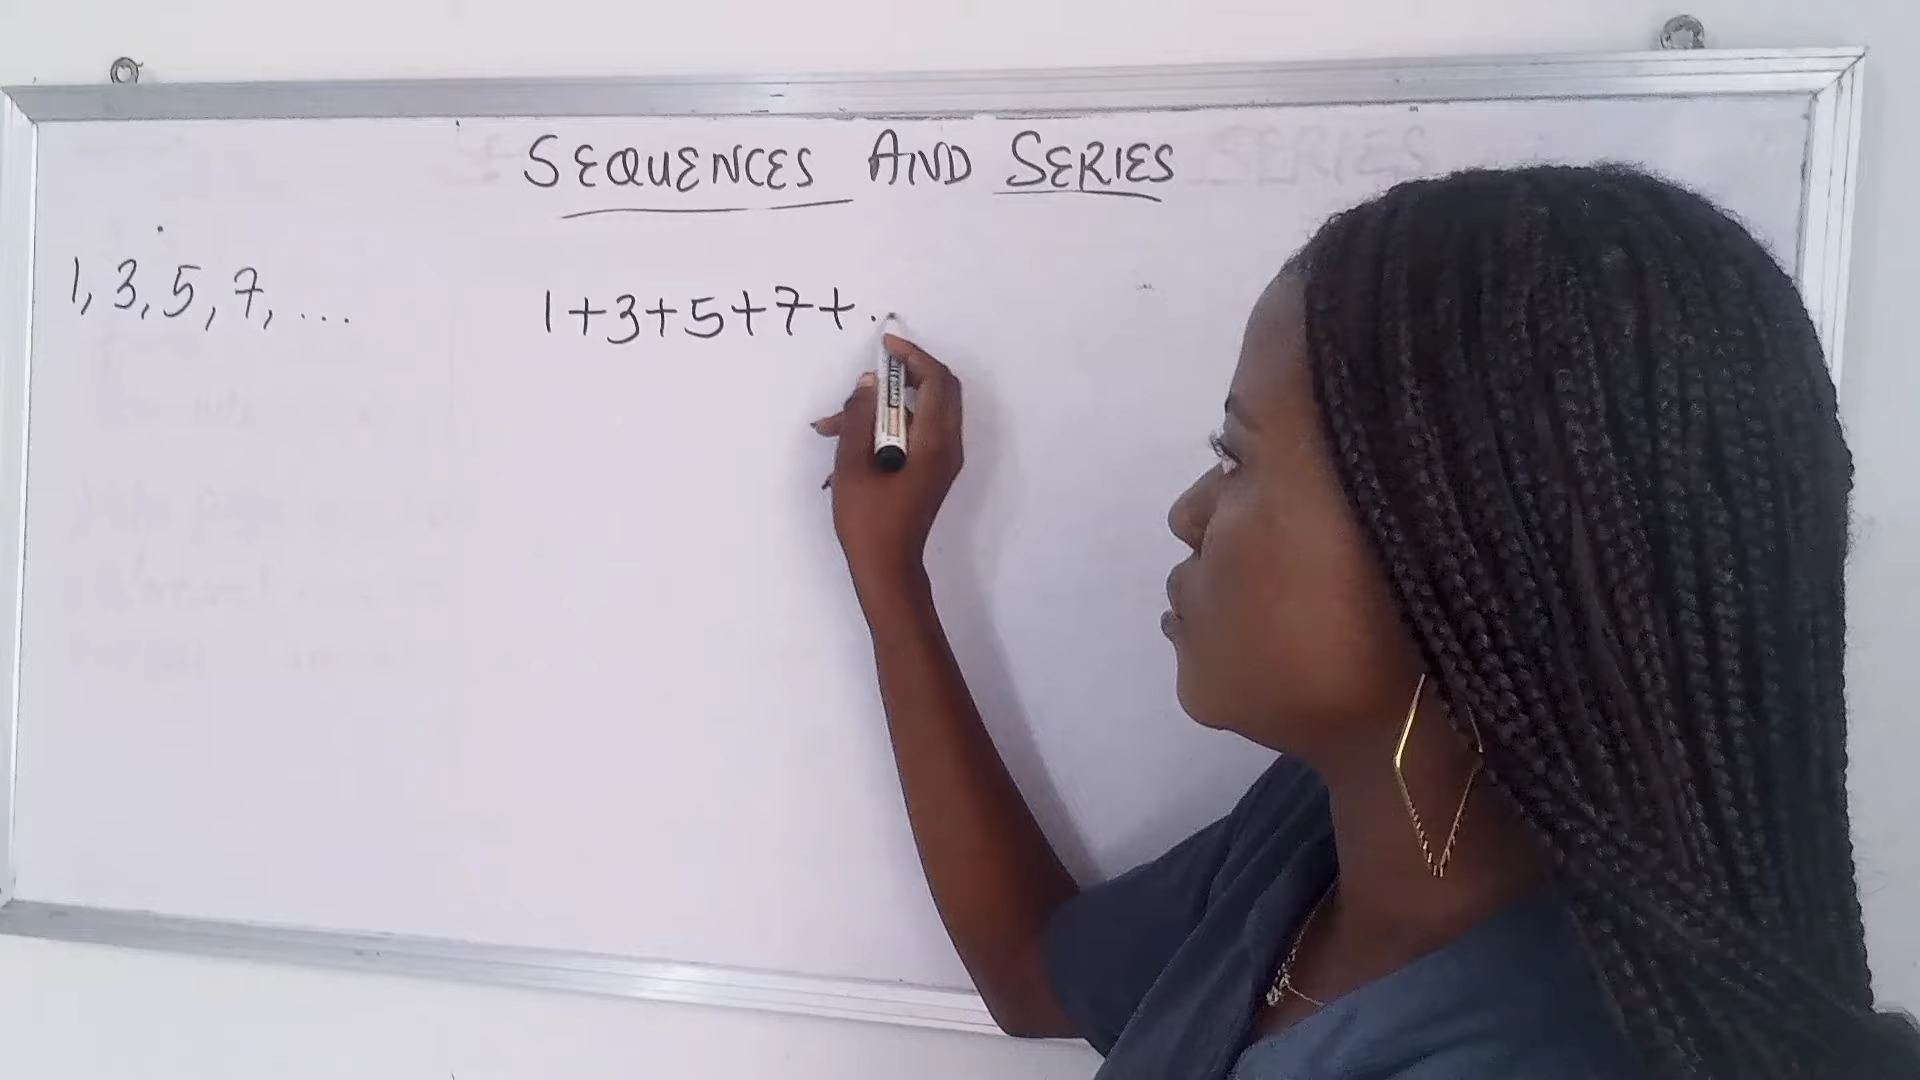 SEQUENCES AND SERIES
1, 3, 5, 7, ...
1+3+5+7+..